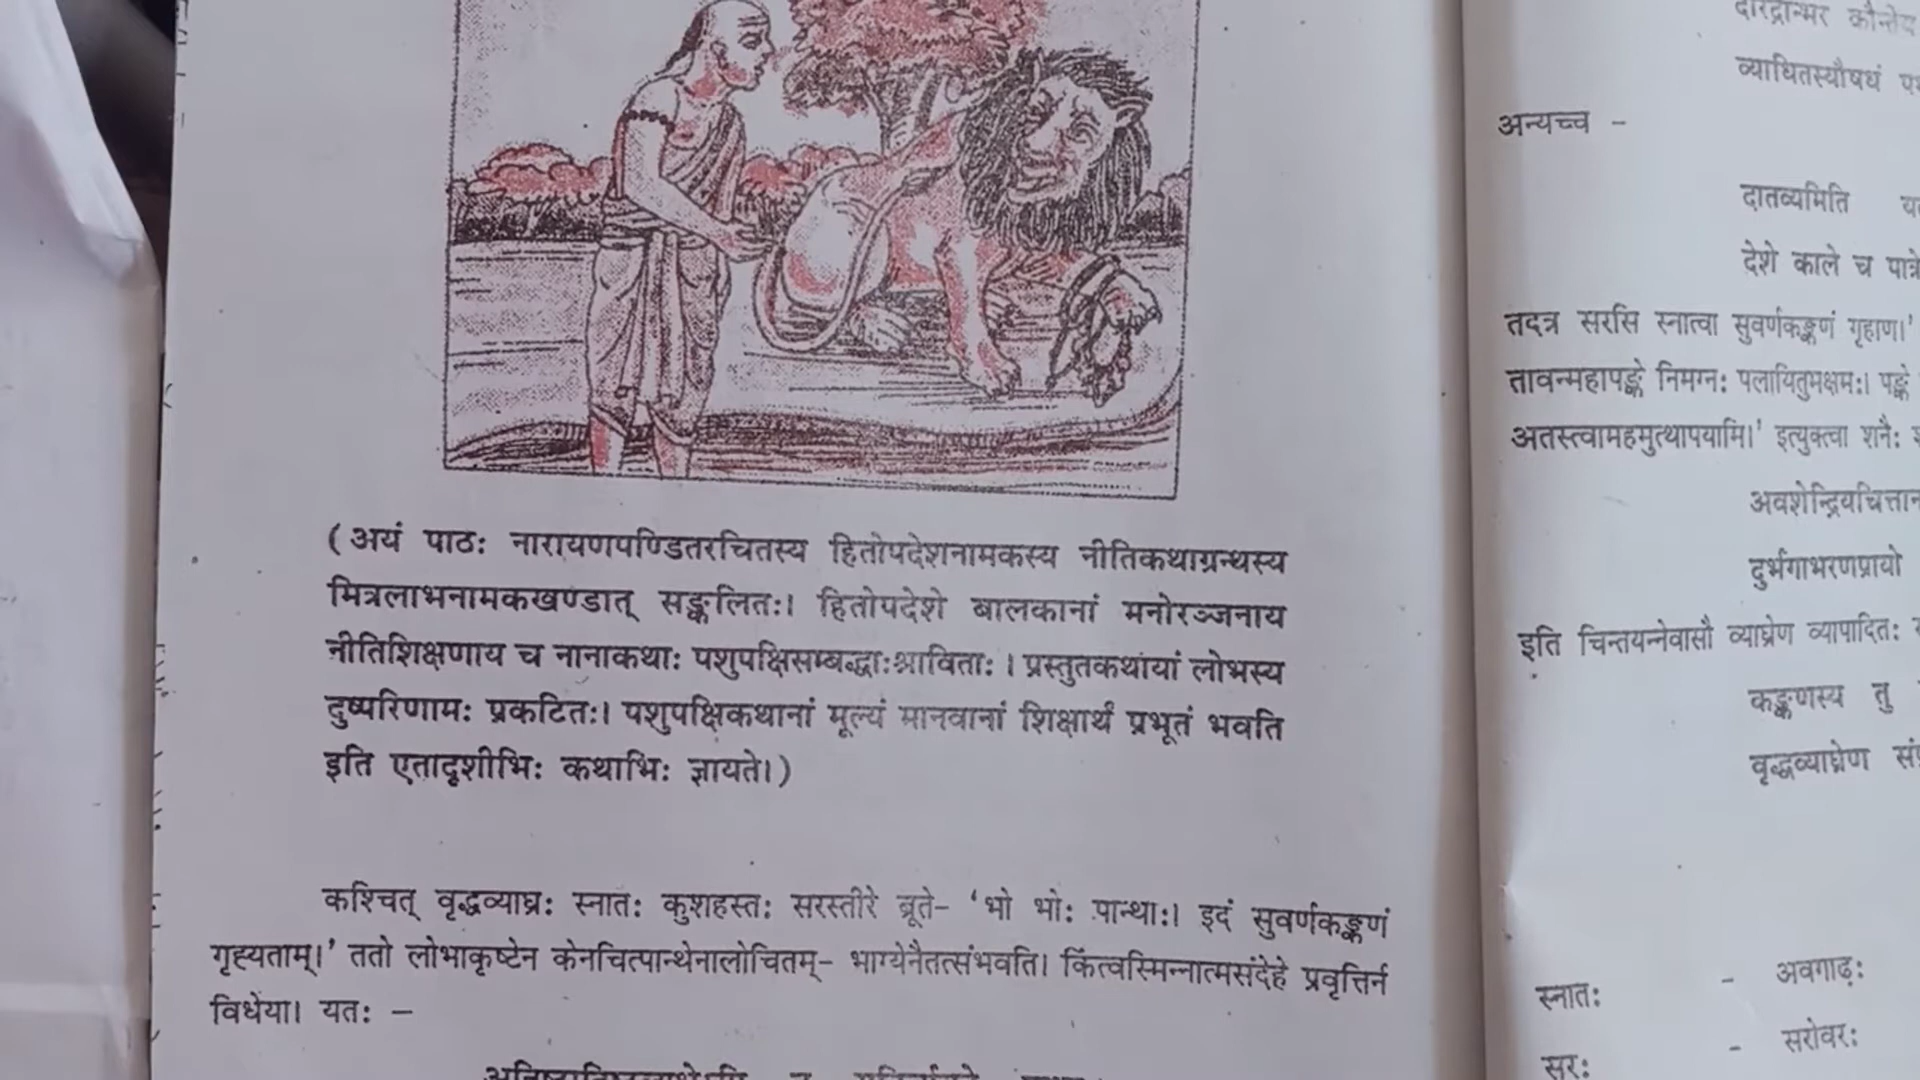 (अयं पाठः नारायणपण्डितरचितस्य हितोपदेशनामकस्य नीतिकथाग्रन्थस्य
मित्रलाभनामकखण्डात् सङ्कलितः। हितोपदेशे बालकानां मनोरञ्जनाय
नीतिशिक्षणाय च नानाकथाः पशुपक्षिसम्बद्धाःश्राविताः । प्रस्तुतकथायां लोभस्य
दुष्परिणामः प्रकटितः। पशुपक्षिकथानां मूल्यं मानवानां शिक्षार्थं प्रभूतं भवति
इति एतादृशीभिः कथाभिः ज्ञायते।)
कश्चित् वृद्धव्याघ्रः स्नातः कुशहस्तः सरस्तीरे ब्रूते- 'भो भोः पान्थाः। इदं सुवर्णकङ्कणं
गृह्यताम्।' ततो लोभाकृष्टेन केनचित्पान्थेनालोचितम्- भाग्येनैतत्संभवति। किंत्वस्मिन्नात्मसंदेहे प्रवृत्तिर्न
विधेया। यतः -
कौन्तेय
व्याधितस्यौषधं
अन्यच्च -
दातव्यमिति
देशे काले च पात्रे
तदत्र सरसि स्नात्वा सुवर्णकङ्कणं गृहाण।'
तावन्महापङ्के निमग्नः पलायितुमक्षमः। पङ्के
अतस्त्वामहमुत्थापयामि।' इत्युक्त्वा शनैः
अवशेन्द्रियचित्तान
दुर्भगाभरणप्रायो
इति चिन्तयन्नेवासौ व्याघ्रेण व्यापादितः
कङ्कणस्य तु
वृद्धव्याघ्रेण सं
स्नातः - अवगाढ़ः
सरः - सरोवरः